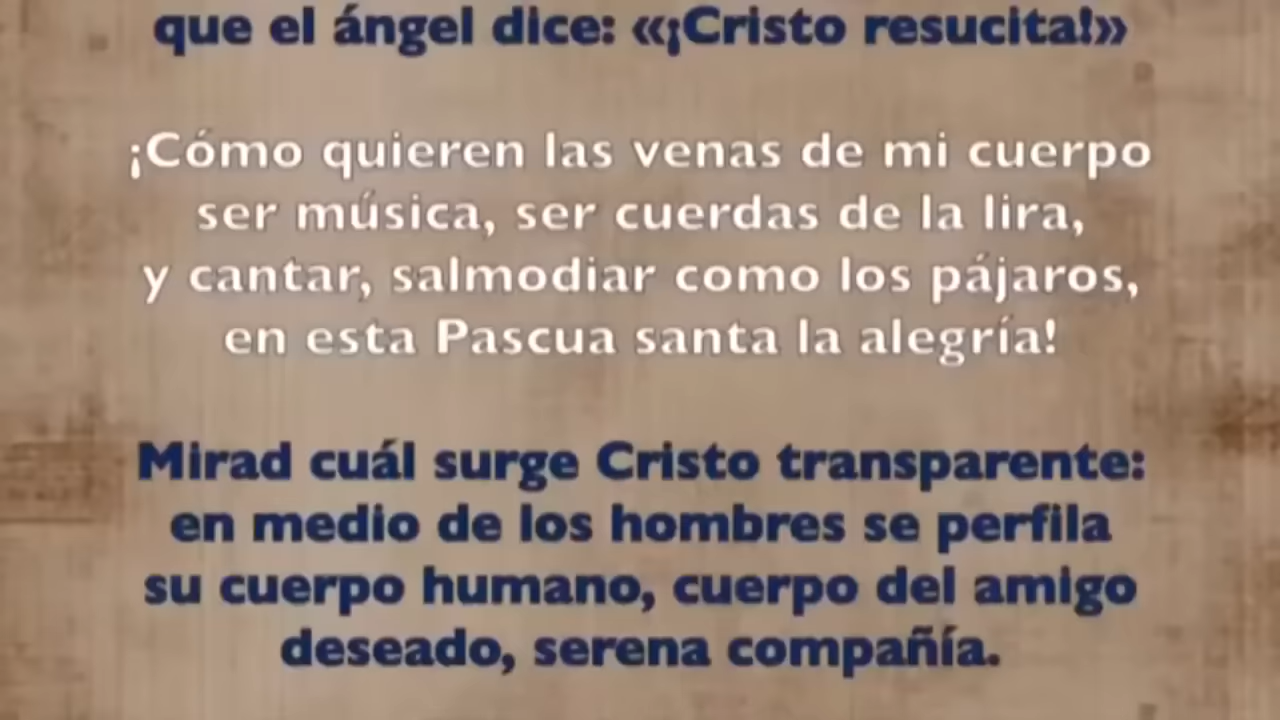 que el ángel dice: «¡Cristo resucita!»
¡Cómo quieren las venas de mi cuerpo
ser música, ser cuerdas de la lira,
y cantar, salmodiar como los pájaros,
en esta Pascua santa la alegría!
Mirad cuál surge Cristo transparente:
en medio de los hombres se perfila
su cuerpo humano, cuerpo del amigo
deseado, serena compañía.